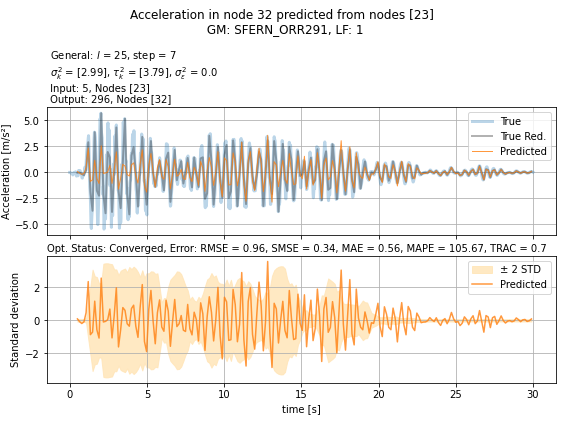 Acceleration in node 32 predicted from nodes [23]
GM: SFERN_ORR291, LF: 1
General: l = 25, step = 7
σ²ₖ = [2.99], τ²ₖ = [3.79], σ²ε = 0.0
Input: 5, Nodes [23]
Output: 296, Nodes [32]
Acceleration [m/s²]
5.0
2.5
0.0
−2.5
−5.0
True
True Red.
Predicted
Opt. Status: Converged, Error: RMSE = 0.96, SMSE = 0.34, MAE = 0.56, MAPE = 105.67, TRAC = 0.7
Standard deviation
2
0
−2
± 2 STD
Predicted
0
5
10
15
20
25
30
time [s]